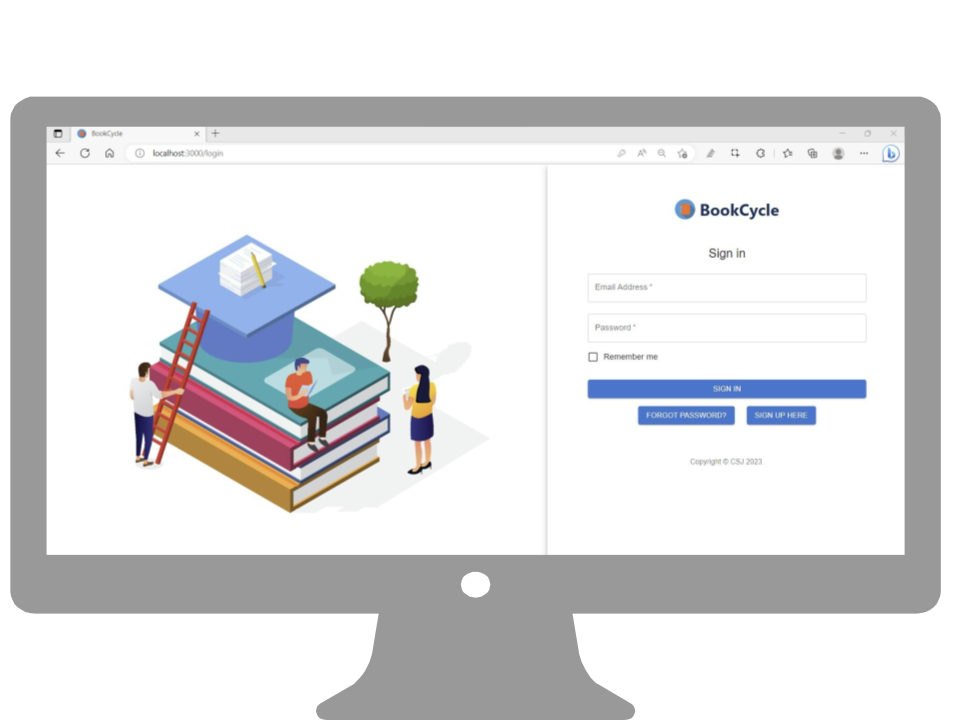 BookCycle
localhost:3000/login
BookCycle
Sign in
Email Address *
Password *
Remember me
SIGN IN
FORGOT PASSWORD? SIGN UP HERE
Copyright © CSJ 2023.